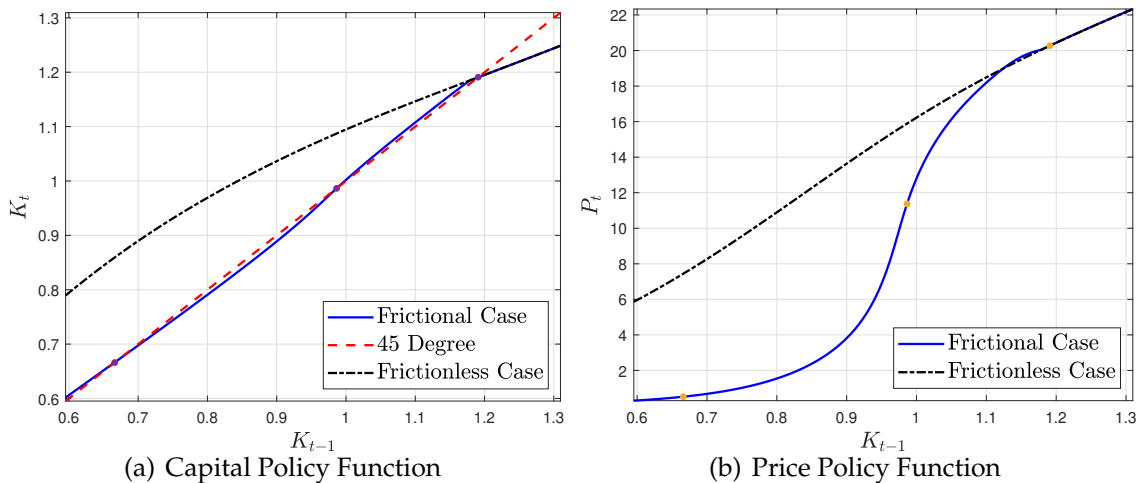 1.3
1.2
1.1
1
0.9
0.8
0.7
0.6
K_t
0.6 0.7 0.8 0.9 1 1.1 1.2 1.3
K_{t−1}
Frictional Case
45 Degree
Frictionless Case
(a) Capital Policy Function
22
20
18
16
14
12
10
8
6
4
2
P_t
0.6 0.7 0.8 0.9 1 1.1 1.2 1.3
K_{t−1}
Frictional Case
Frictionless Case
(b) Price Policy Function